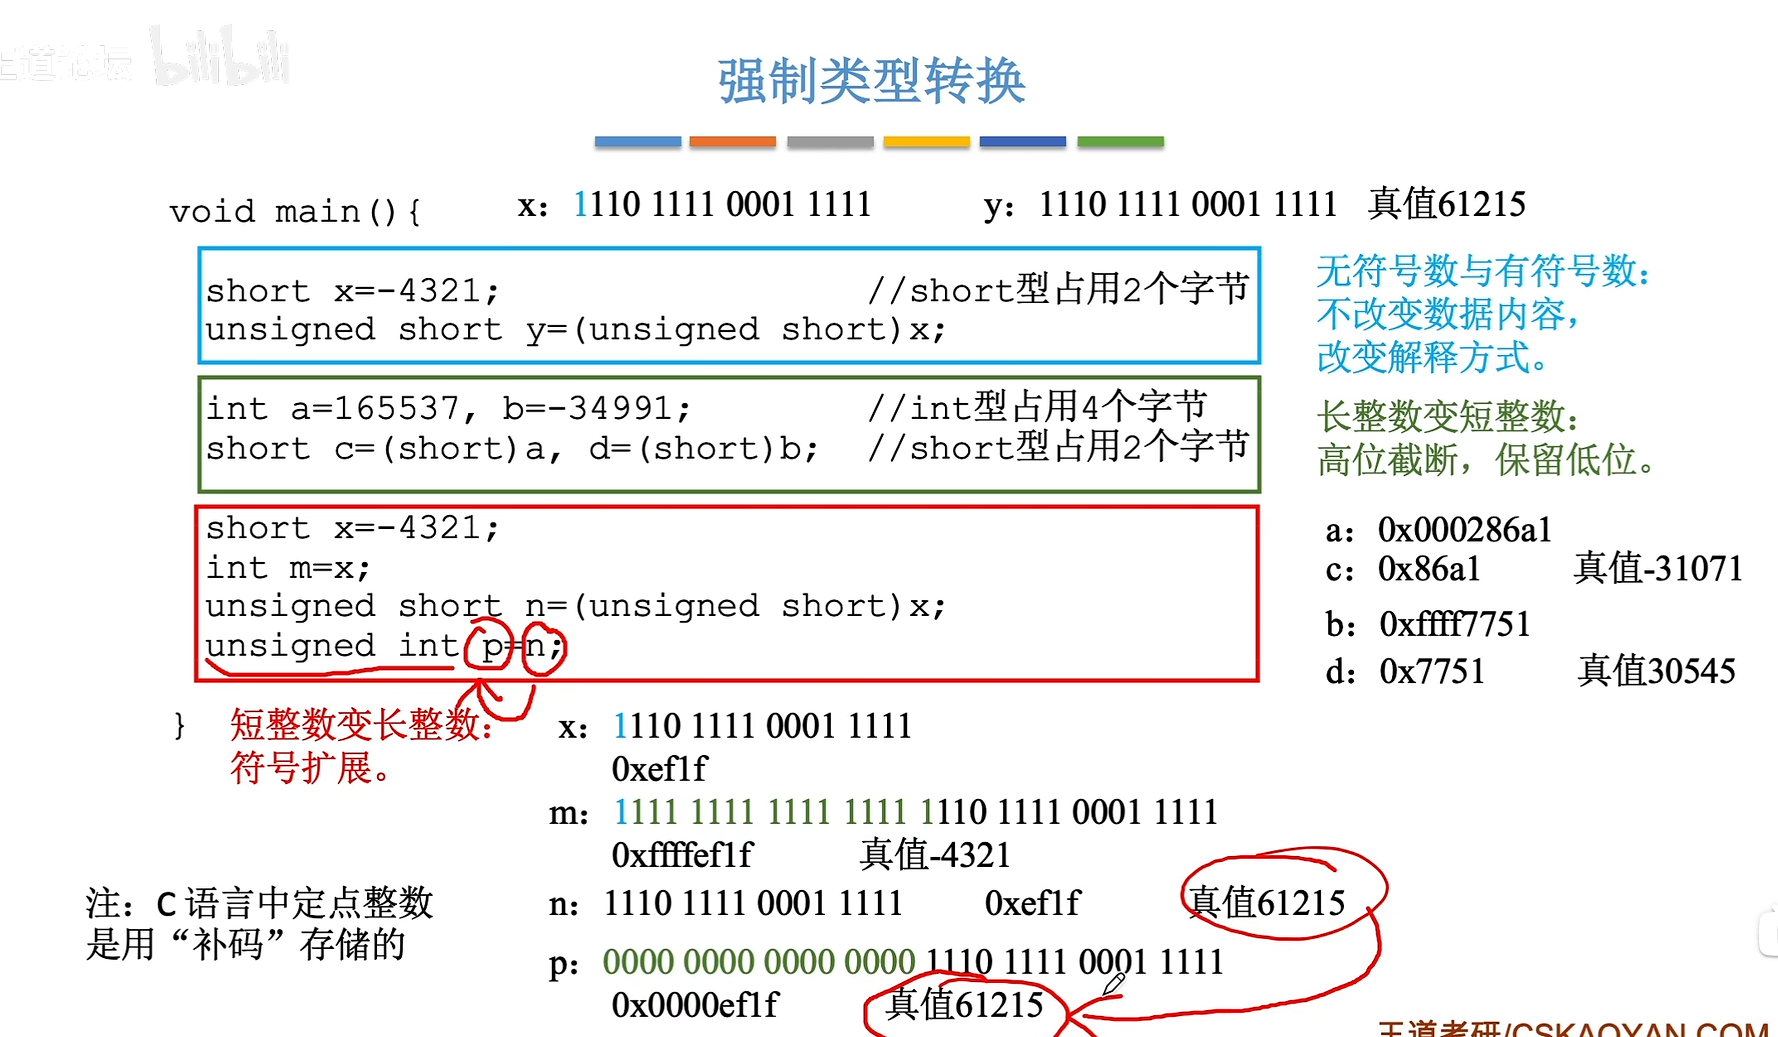 王道论坛 bilibili
强制类型转换
void main(){
x： 1110 1111 0001 1111
y： 1110 1111 0001 1111 真值61215
short x=-4321; //short型占用2个字节
unsigned short y=(unsigned short)x;
无符号数与有符号数：
不改变数据内容，
改变解释方式。
int a=165537, b=-34991; //int型占用4个字节
short c=(short)a, d=(short)b; //short型占用2个字节
长整数变短整数：
高位截断，保留低位。
short x=-4321;
int m=x;
unsigned short n=(unsigned short)x;
unsigned int p=n;
a： 0x000286a1
c： 0x86a1 真值-31071
b： 0xffff7751
d： 0x7751 真值30545
}
短整数变长整数：
符号扩展。
x： 1110 1111 0001 1111
0xef1f
m： 1111 1111 1111 1111 1110 1111 0001 1111
0xffffef1f 真值-4321
注：C 语言中定点整数
是用“补码”存储的
n： 1110 1111 0001 1111 0xef1f 真值61215
p： 0000 0000 0000 0000 1110 1111 0001 1111
0x0000ef1f 真值61215
王道考研/CSKAOYAN.COM